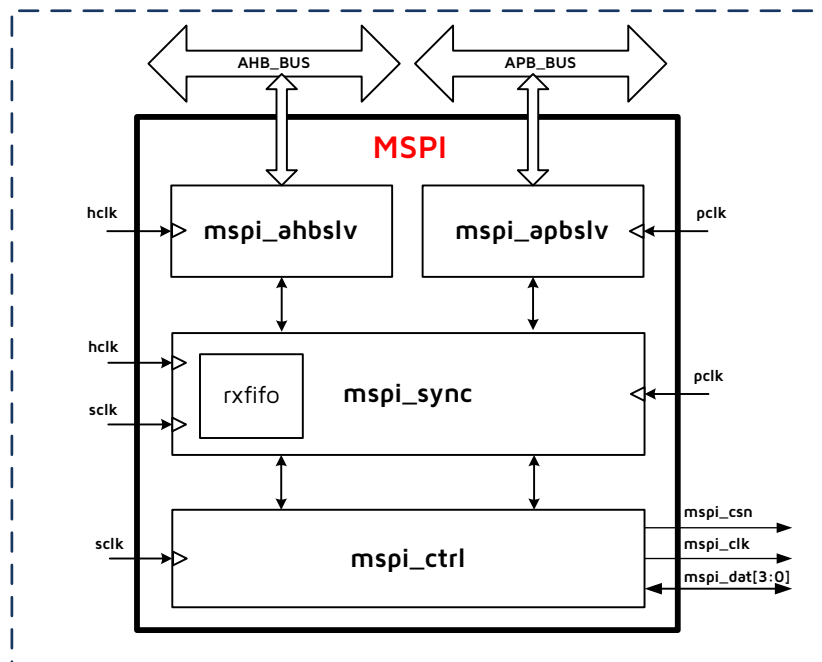 AHB_BUS
APB_BUS
MSPI
hclk
mspi_ahbslv
mspi_apbslv
pclk
hclk
sclk
rxfifo
mspi_sync
pclk
sclk
mspi_ctrl
mspi_csn
mspi_clk
mspi_dat[3:0]